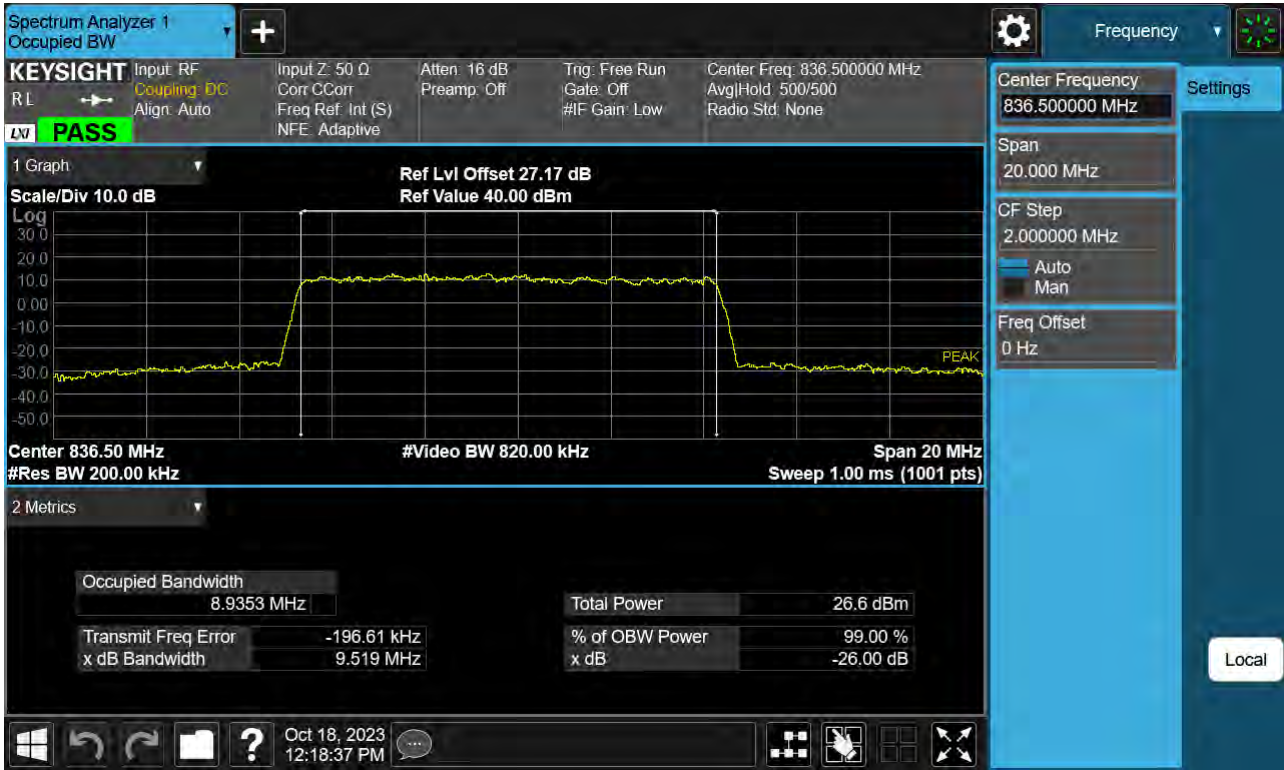 Spectrum Analyzer 1
Occupied BW
Frequency
KEYSIGHT
RL
LXI PASS
Input: RF
Coupling: DC
Align: Auto
Input Z: 50 Ω
Corr CCorr
Freq Ref: Int (S)
NFE: Adaptive
Atten: 16 dB
Preamp: Off
Trig: Free Run
Gate: Off
#IF Gain: Low
Center Freq: 836.500000 MHz
Avg|Hold: 500/500
Radio Std: None
1 Graph
Scale/Div 10.0 dB
Ref Lvl Offset 27.17 dB
Ref Value 40.00 dBm
Log
30.0
20.0
10.0
0.00
-10.0
-20.0
-30.0
-40.0
-50.0
PEAK
Center 836.50 MHz
#Video BW 820.00 kHz
Span 20 MHz
#Res BW 200.00 kHz
Sweep 1.00 ms (1001 pts)
2 Metrics
Occupied Bandwidth
8.9353 MHz
Total Power 26.6 dBm
Transmit Freq Error -196.61 kHz
% of OBW Power 99.00 %
x dB Bandwidth 9.519 MHz
x dB -26.00 dB
Center Frequency
836.500000 MHz
Settings
Span
20.000 MHz
CF Step
2.000000 MHz
Auto
Man
Freq Offset
0 Hz
Local
?
Oct 18, 2023
12:18:37 PM